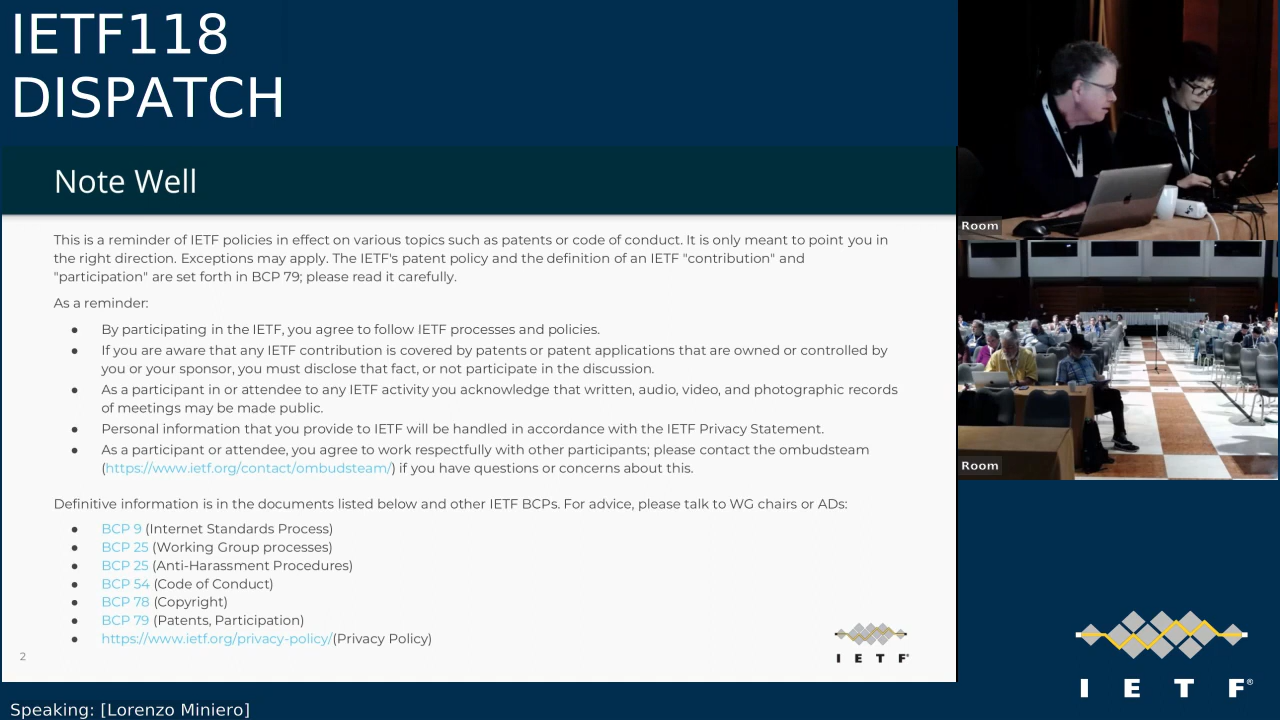 IETF118
DISPATCH
Note Well
This is a reminder of IETF policies in effect on various topics such as patents or code of conduct. It is only meant to point you in
the right direction. Exceptions may apply. The IETF's patent policy and the definition of an IETF "contribution" and
"participation" are set forth in BCP 79; please read it carefully.
As a reminder:
● By participating in the IETF, you agree to follow IETF processes and policies.
● If you are aware that any IETF contribution is covered by patents or patent applications that are owned or controlled by
you or your sponsor, you must disclose that fact, or not participate in the discussion.
● As a participant in or attendee to any IETF activity you acknowledge that written, audio, video, and photographic records
of meetings may be made public.
● Personal information that you provide to IETF will be handled in accordance with the IETF Privacy Statement.
● As a participant or attendee, you agree to work respectfully with other participants; please contact the ombudsteam
(https://www.ietf.org/contact/ombudsteam/) if you have questions or concerns about this.
Definitive information is in the documents listed below and other IETF BCPs. For advice, please talk to WG chairs or ADs:
● BCP 9 (Internet Standards Process)
● BCP 25 (Working Group processes)
● BCP 25 (Anti-Harassment Procedures)
● BCP 54 (Code of Conduct)
● BCP 78 (Copyright)
● BCP 79 (Patents, Participation)
● https://www.ietf.org/privacy-policy/(Privacy Policy)
2
I E T F®
Room
Room
I E T F®
Speaking: [Lorenzo Miniero]